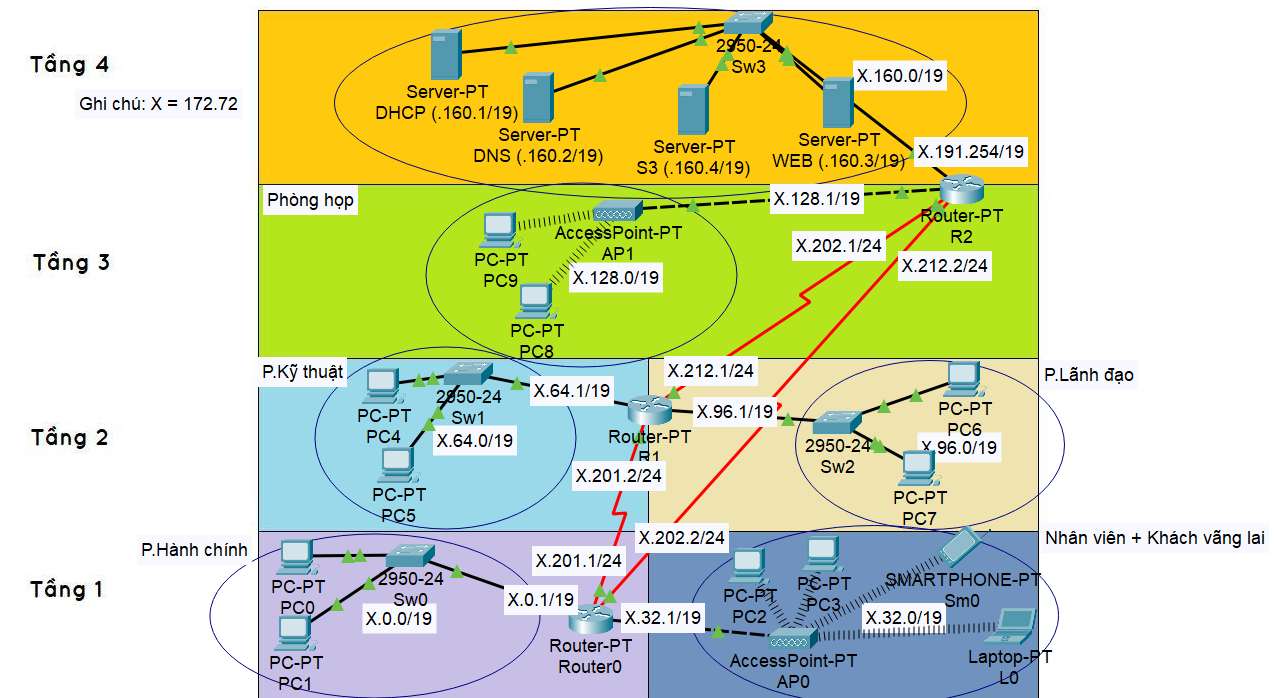 Tầng 4
Ghi chú: X = 172.72
2950-24
Sw3
Server-PT
DHCP (.160.1/19)
Server-PT
DNS (.160.2/19)
Server-PT
S3 (.160.4/19)
Server-PT
WEB (.160.3/19)
X.160.0/19
X.191.254/19
Phòng họp
X.128.1/19
Router-PT
R2
Tầng 3
AccessPoint-PT
AP1
PC-PT
PC9
X.128.0/19
PC-PT
PC8
X.202.1/24
X.212.2/24
P.Kỹ thuật
2950-24
Sw1
X.64.1/19
X.212.1/24
P.Lãnh đạo
Tầng 2
PC-PT
PC4
X.64.0/19
PC-PT
PC5
Router-PT
R1
X.96.1/19
2950-24
Sw2
PC-PT
PC6
X.96.0/19
PC-PT
PC7
X.201.2/24
X.202.2/24
P.Hành chính
Nhân viên + Khách vãng lai
Tầng 1
PC-PT
PC0
2950-24
Sw0
X.0.0/19
PC-PT
PC1
X.201.1/24
X.0.1/19
Router-PT
Router0
X.32.1/19
PC-PT
PC2
PC-PT
PC3
SMARTPHONE-PT
Sm0
X.32.0/19
AccessPoint-PT
AP0
Laptop-PT
L0